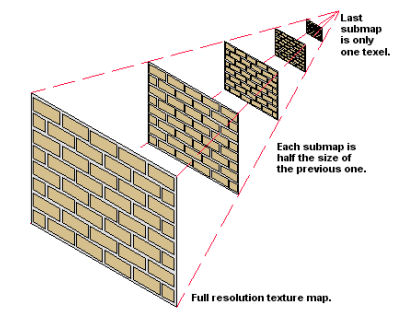 Last
submap
is only
one texel.
Each submap is
half the size of
the previous one.
Full resolution texture map.